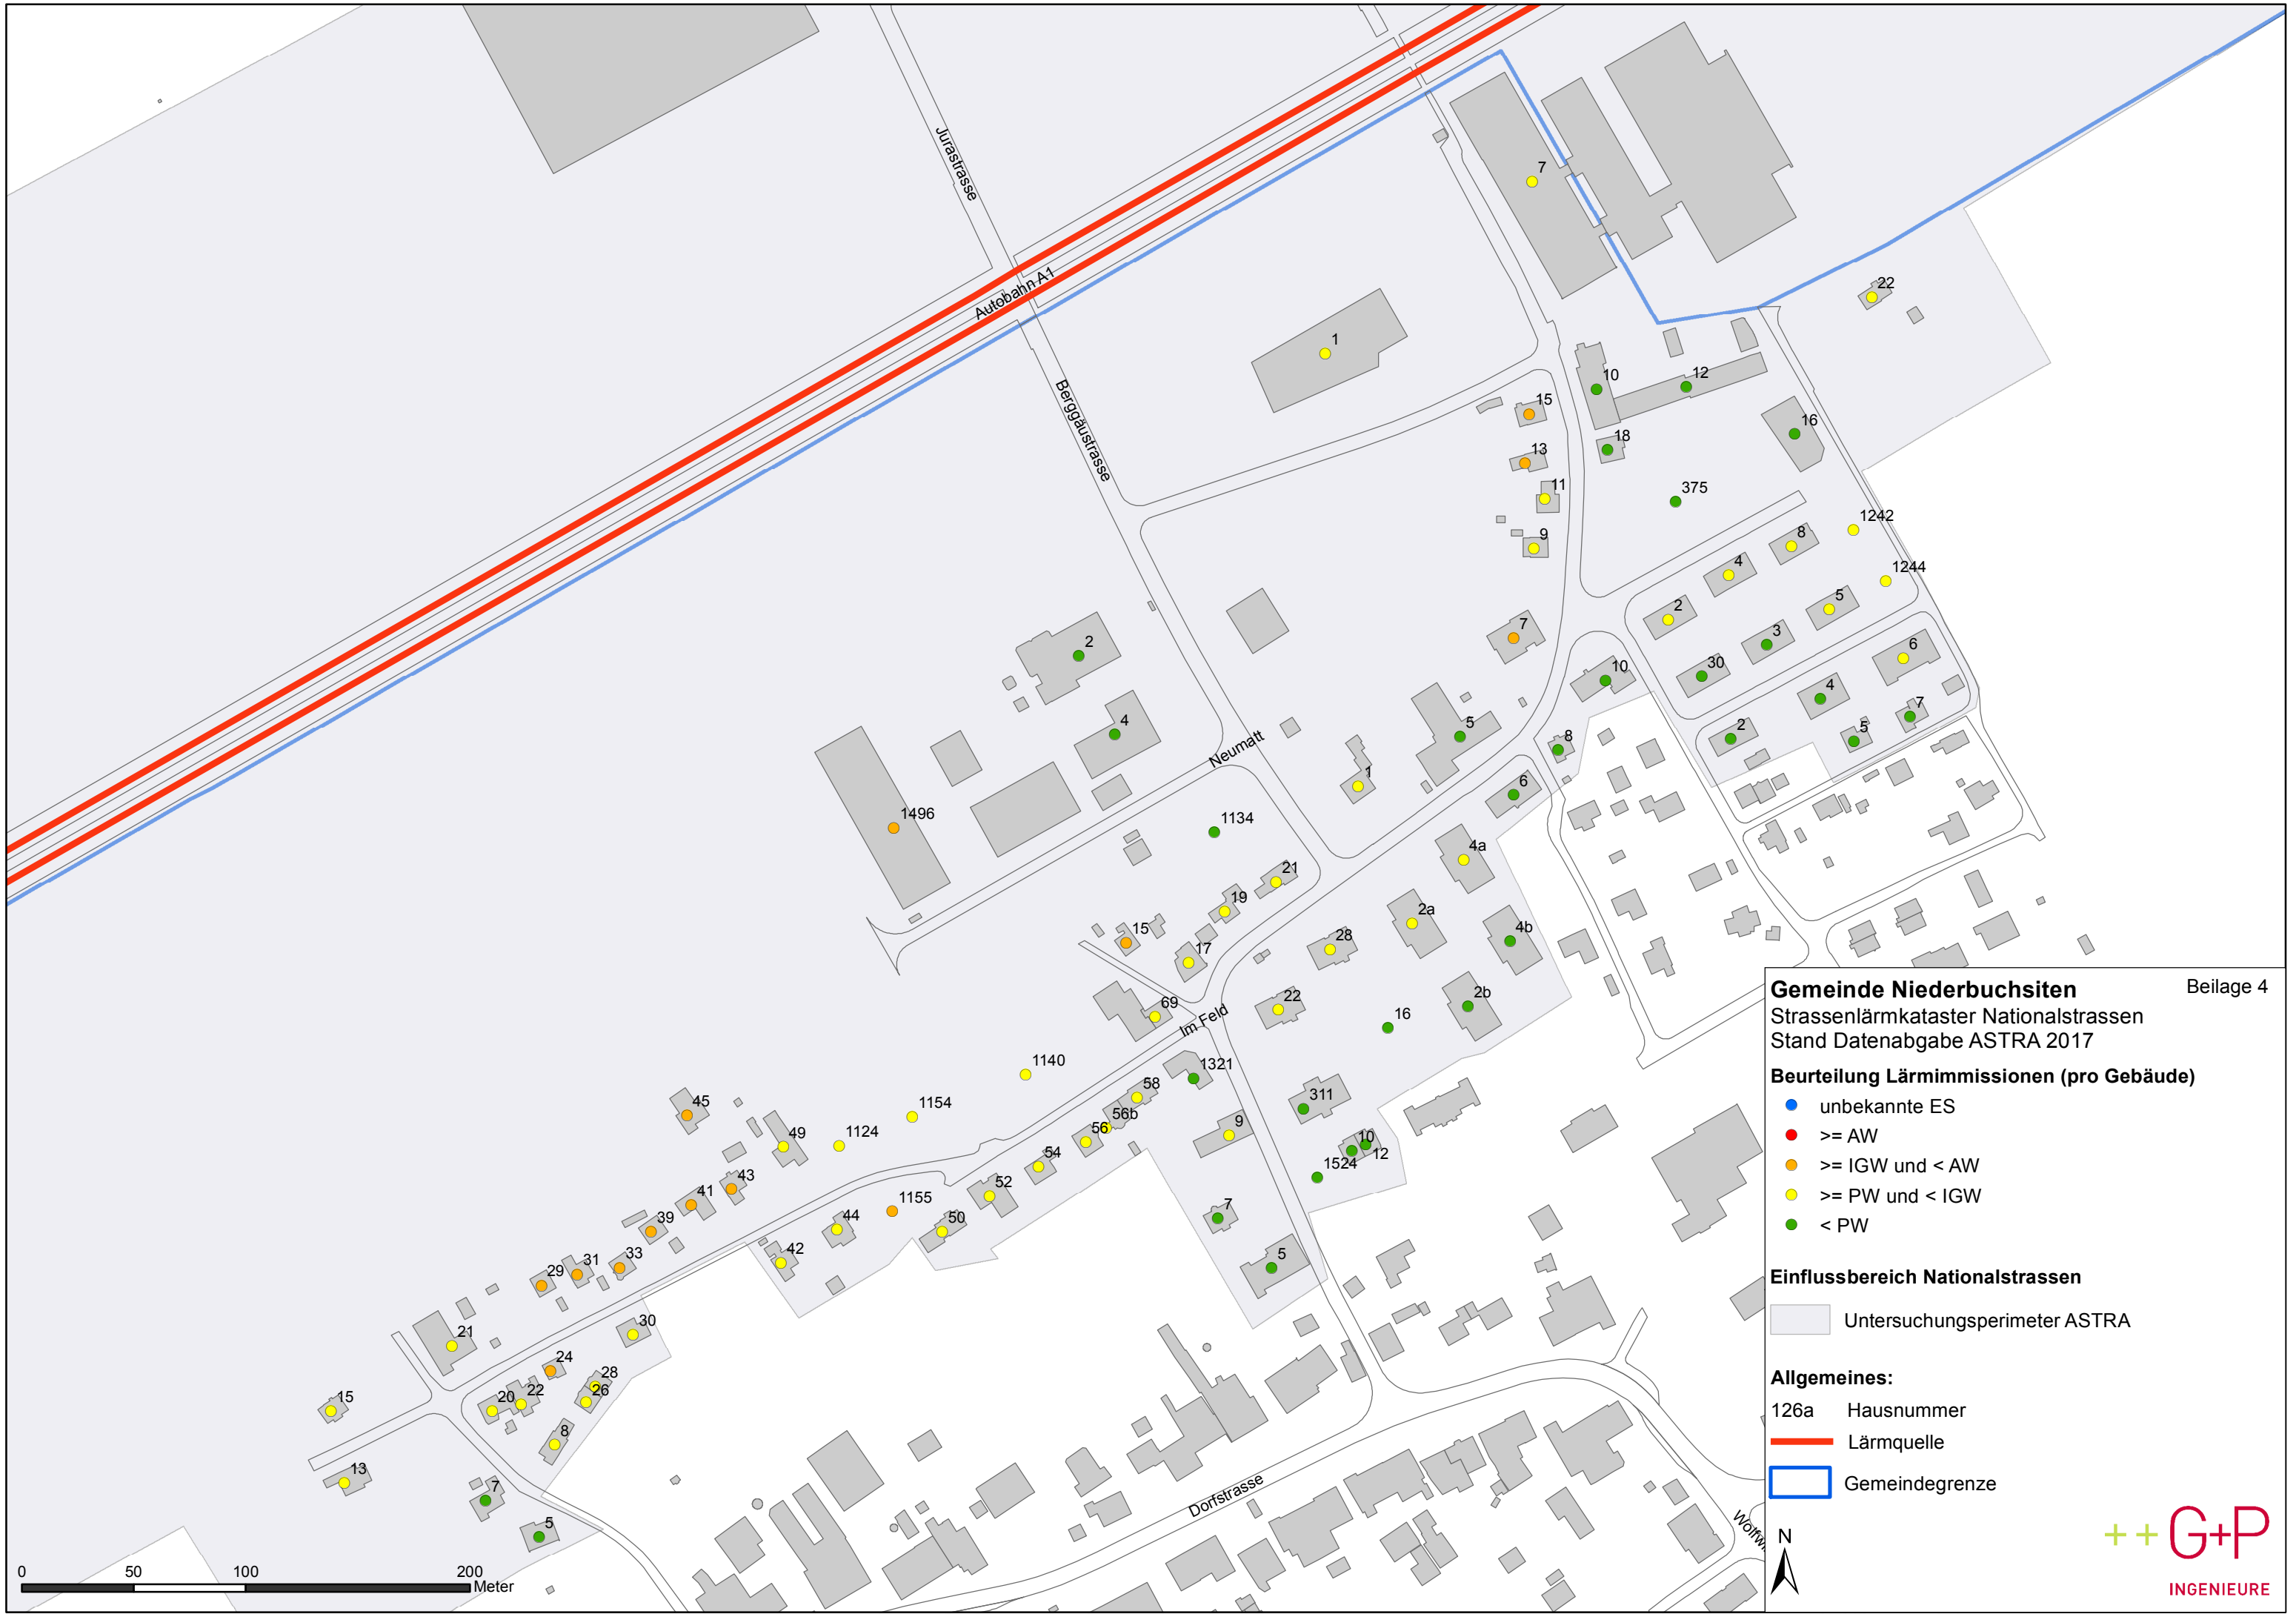 Jurastrasse
7
Autobahn A1
22
1
Berggäustrasse
10
12
15
16
18
13
11
375
1242
9
8
4
1244
5
2
3
7
6
2
30
10
4
4
7
5
2
5
8
Neumatt
1
6
1496
1134
4a
21
19
2a
15
28
4b
17
22
2b
69
Im Feld
16
1140
1321
58
45
311
1154
56b
9
49
1124
56
10
12
54
1524
43
52
41
1155
7
44
50
39
42
5
33
31
29
30
21
24
28
26
22
20
15
8
13
7
5
Dorfstrasse
0
50
100
200
Meter
Gemeinde Niederbuchsiten
Beilage 4
Strassenlärmkataster Nationalstrassen
Stand Datenabgabe ASTRA 2017
Beurteilung Lärmimmissionen (pro Gebäude)
unbekannte ES
>= AW
>= IGW und < AW
>= PW und < IGW
< PW
Einflussbereich Nationalstrassen
Untersuchungsperimeter ASTRA
Allgemeines:
126a Hausnummer
Lärmquelle
Gemeindegrenze
N
++G+P
INGENIEURE